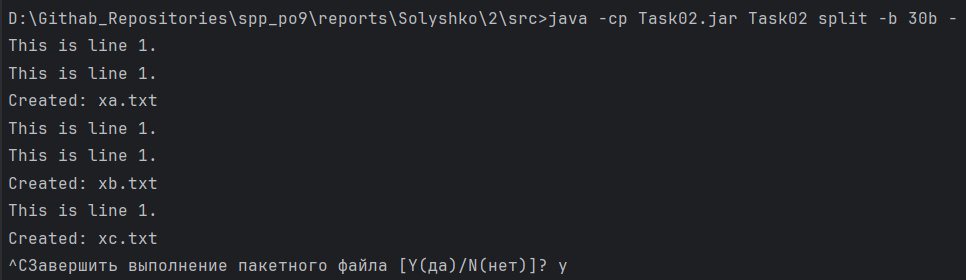 D:\Githab_Repositories\spp_po9\reports\Solyshko\2\src>java -cp Task02.jar Task02 split -b 30b -
This is line 1.
This is line 1.
Created: xa.txt
This is line 1.
This is line 1.
Created: xb.txt
This is line 1.
Created: xc.txt
^CЗавершить выполнение пакетного файла [Y(да)/N(нет)]? y